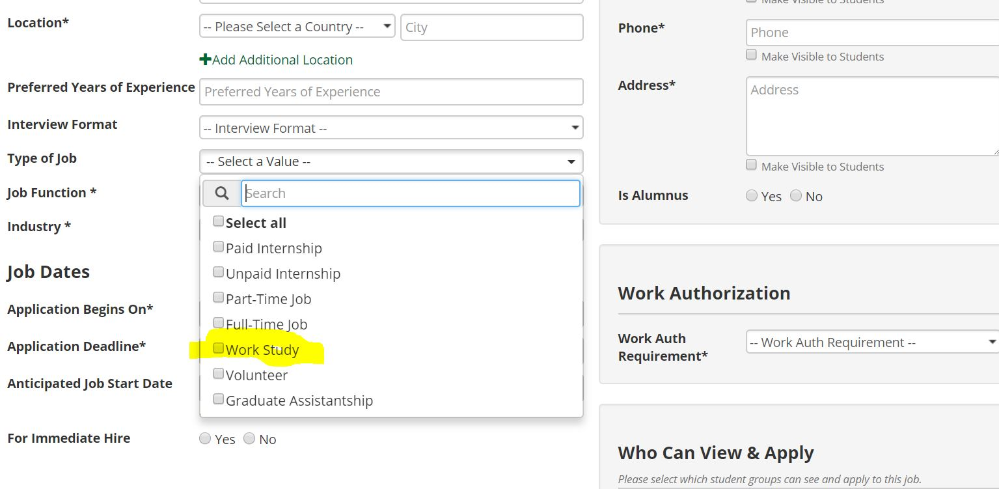 Make Visible to Students
Location*
-- Please Select a Country --
City
Add Additional Location
Preferred Years of Experience
Preferred Years of Experience
Interview Format
-- Interview Format --
Type of Job
-- Select a Value --
Search
Select all
Paid Internship
Unpaid Internship
Part-Time Job
Full-Time Job
Work Study
Volunteer
Graduate Assistantship
Job Function *
Industry *
Job Dates
Application Begins On*
Application Deadline*
Anticipated Job Start Date
For Immediate Hire
Yes
No
Phone*
Phone
Make Visible to Students
Address*
Address
Make Visible to Students
Is Alumnus
Yes
No
Work Authorization
Work Auth
Requirement*
-- Work Auth Requirement --
Who Can View & Apply
Please select which student groups can see and apply to this job.